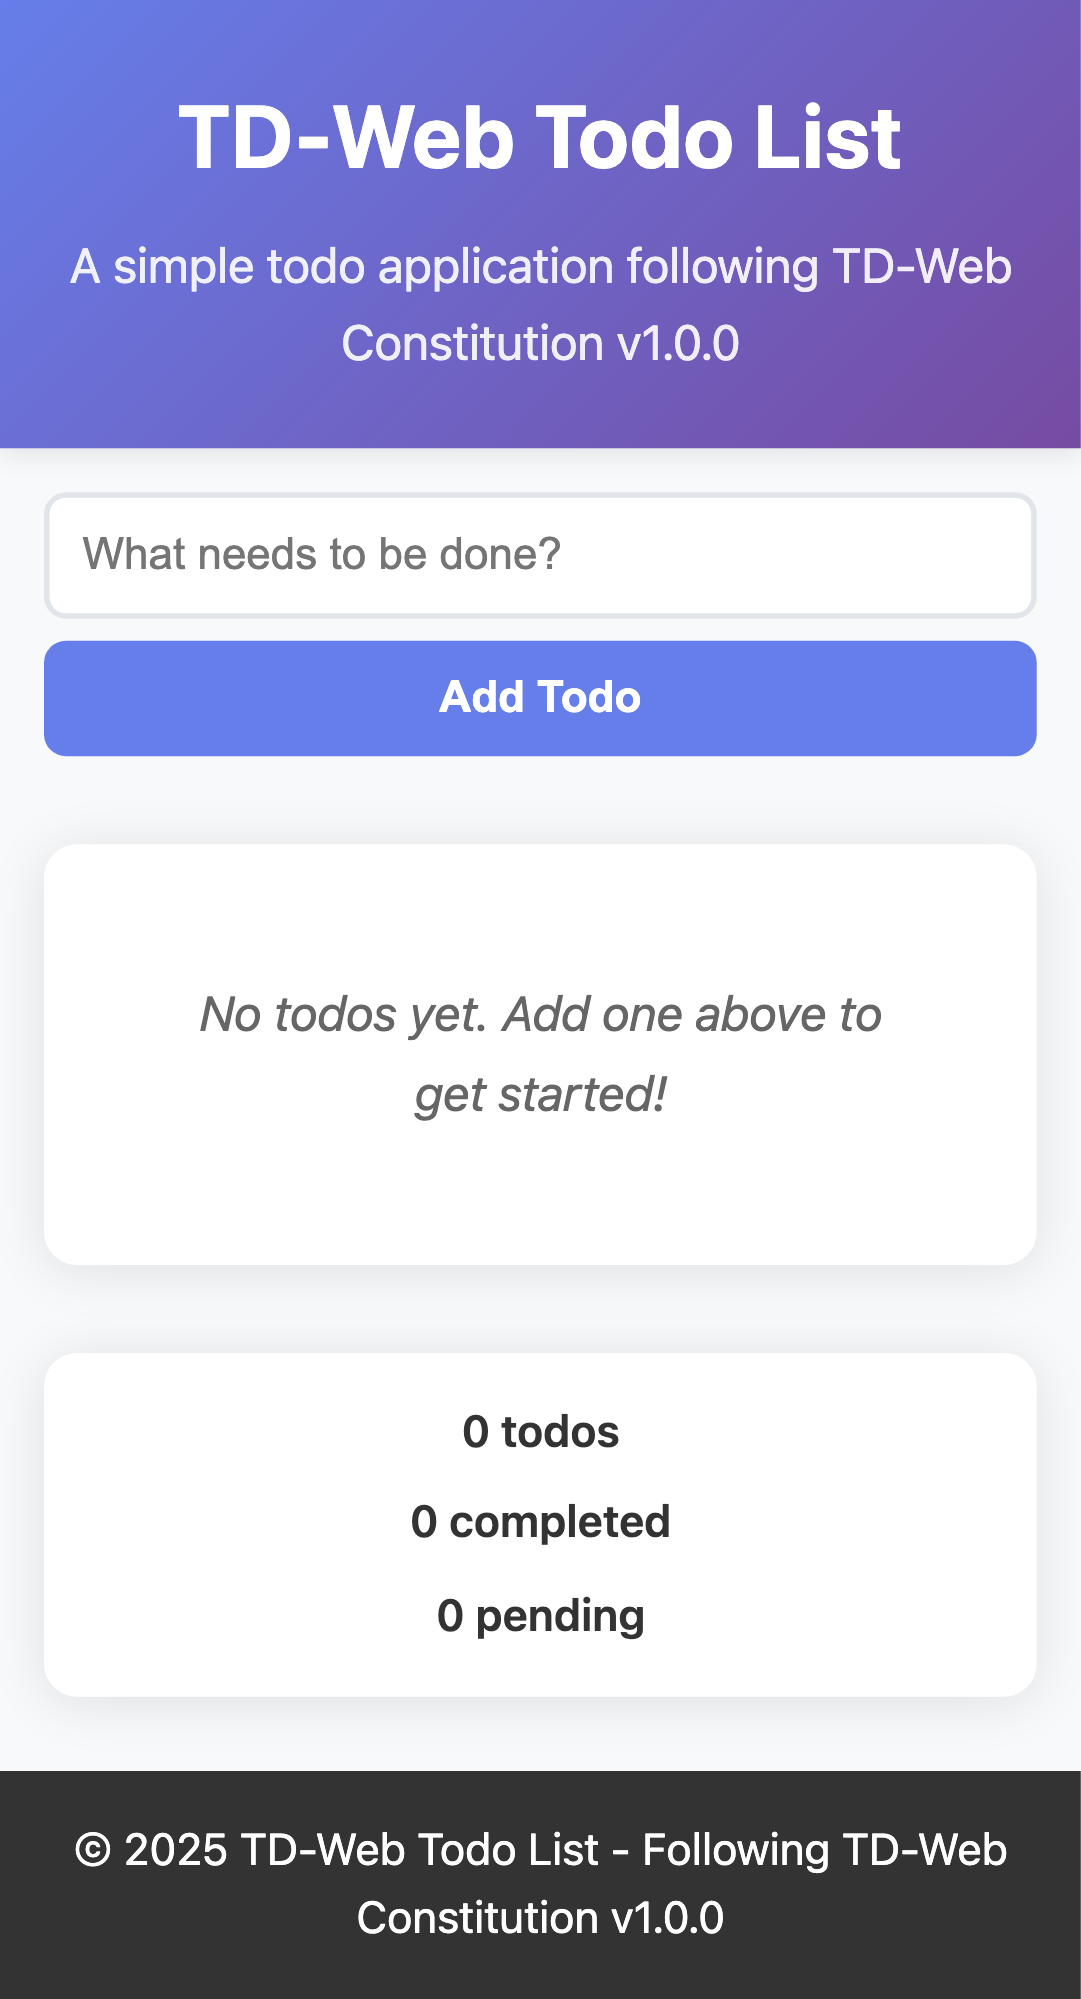 TD-Web Todo List
A simple todo application following TD-Web
Constitution v1.0.0
What needs to be done?
Add Todo
No todos yet. Add one above to
get started!
0 todos
0 completed
0 pending
© 2025 TD-Web Todo List - Following TD-Web
Constitution v1.0.0